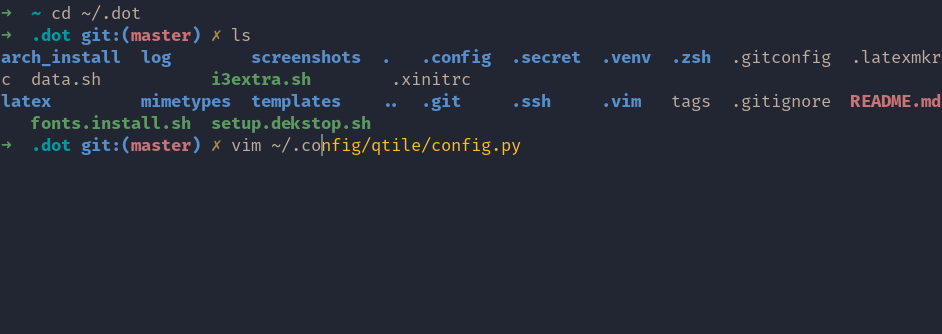 ➜ ~ cd ~/.dot
➜ .dot git:(master) ✗ ls
arch_install log screenshots . .config .secret .venv .zsh .gitconfig .latexmkr
c data.sh i3extra.sh .xinitrc
latex mimetypes templates .. .git .ssh .vim tags .gitignore README.md
fonts.install.sh setup.dekstop.sh
➜ .dot git:(master) ✗ vim ~/.config/qtile/config.py